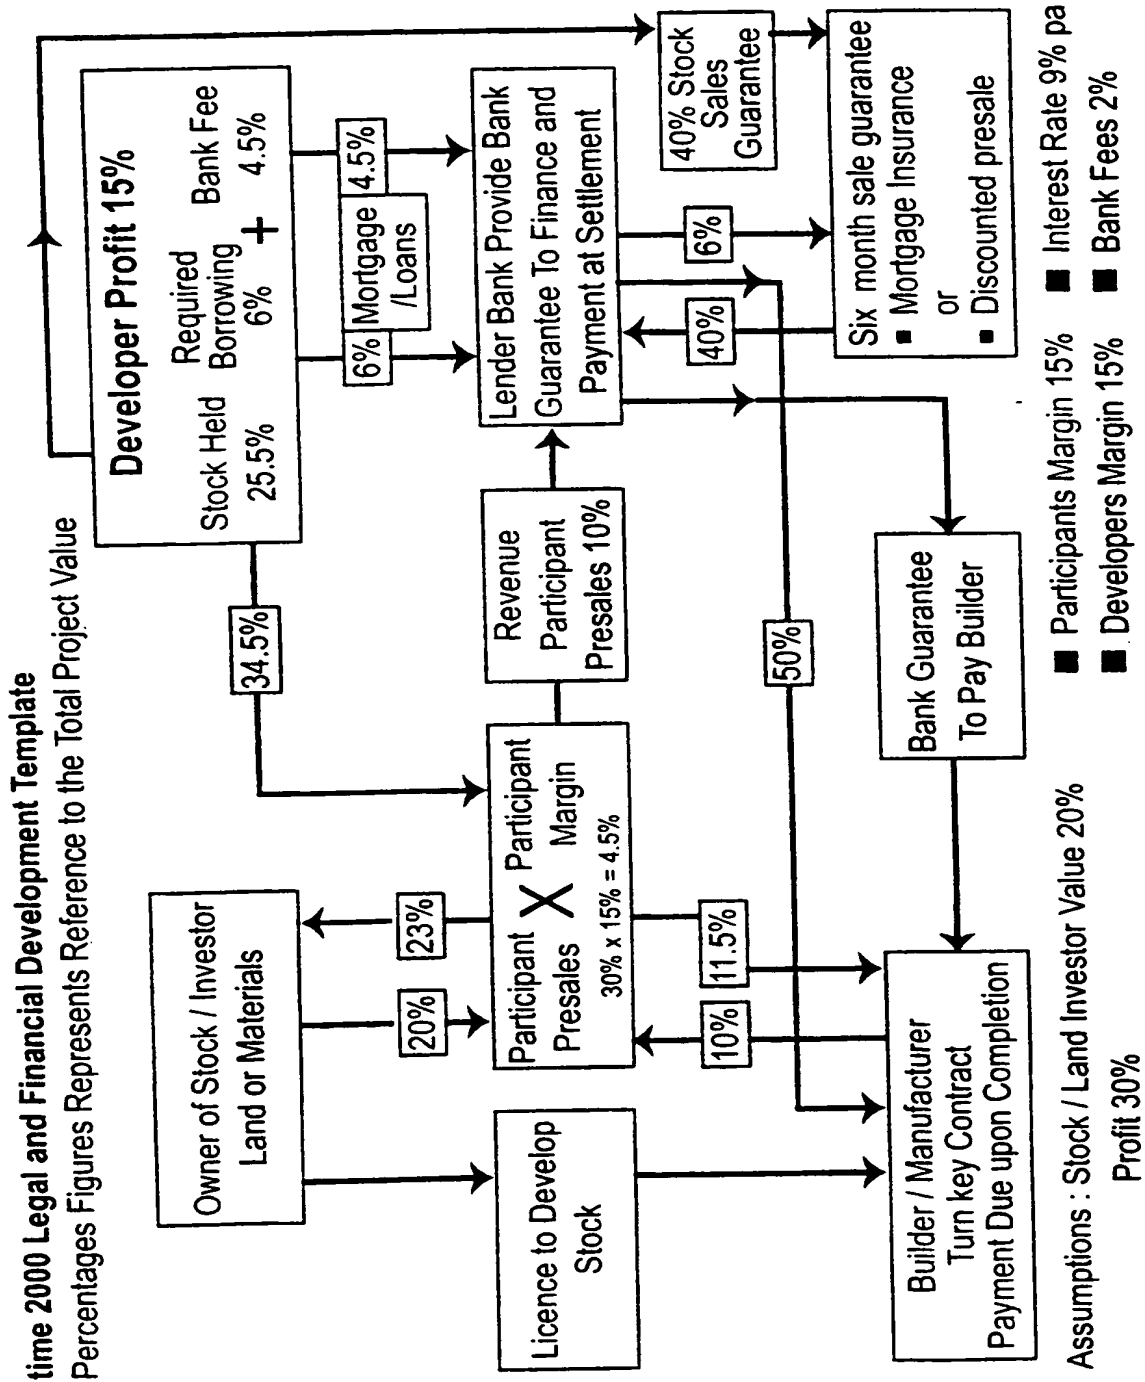 time 2000 Legal and Financial Development Template
Percentages Figures Represents Reference to the Total Project Value
Developer Profit 15%
Stock Held
25.5%
Required
Borrowing
6%
+
Bank Fee
4.5%
34.5%
6%
Mortgage
/Loans
4.5%
Owner of Stock / Investor
Land or Materials
20%
23%
Licence to Develop
Stock
Participant
Presales
X
Participant
Margin
30% x 15% = 4.5%
Revenue
Participant
Presales 10%
Lender Bank Provide Bank
Guarantee To Finance and
Payment at Settlement
40% Stock
Sales
Guarantee
10%
11.5%
50%
40%
6%
Builder / Manufacturer
Turn key Contract
Payment Due upon Completion
Bank Guarantee
To Pay Builder
Six month sale guarantee
■ Mortgage Insurance
or
■ Discounted presale
Assumptions : Stock / Land Investor Value 20%
Profit 30%
■ Participants Margin 15%
■ Developers Margin 15%
■ Interest Rate 9% pa
■ Bank Fees 2%